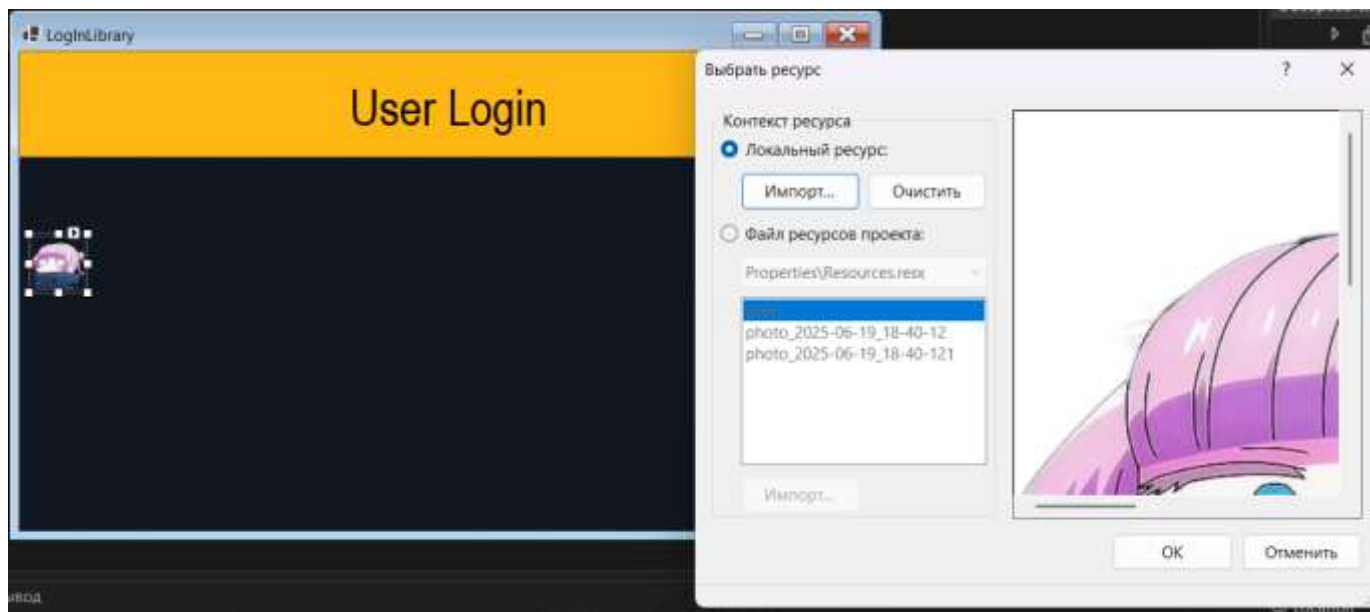 LogInLibrary
User Login
Выбрать ресурс
?
Контекст ресурса
Локальный ресурс:
Импорт...
Очистить
Файл ресурсов проекта:
Properties\Resources.resx
photo_2025-06-19_18-40-12
photo_2025-06-19_18-40-121
Импорт...
OK
Отменить